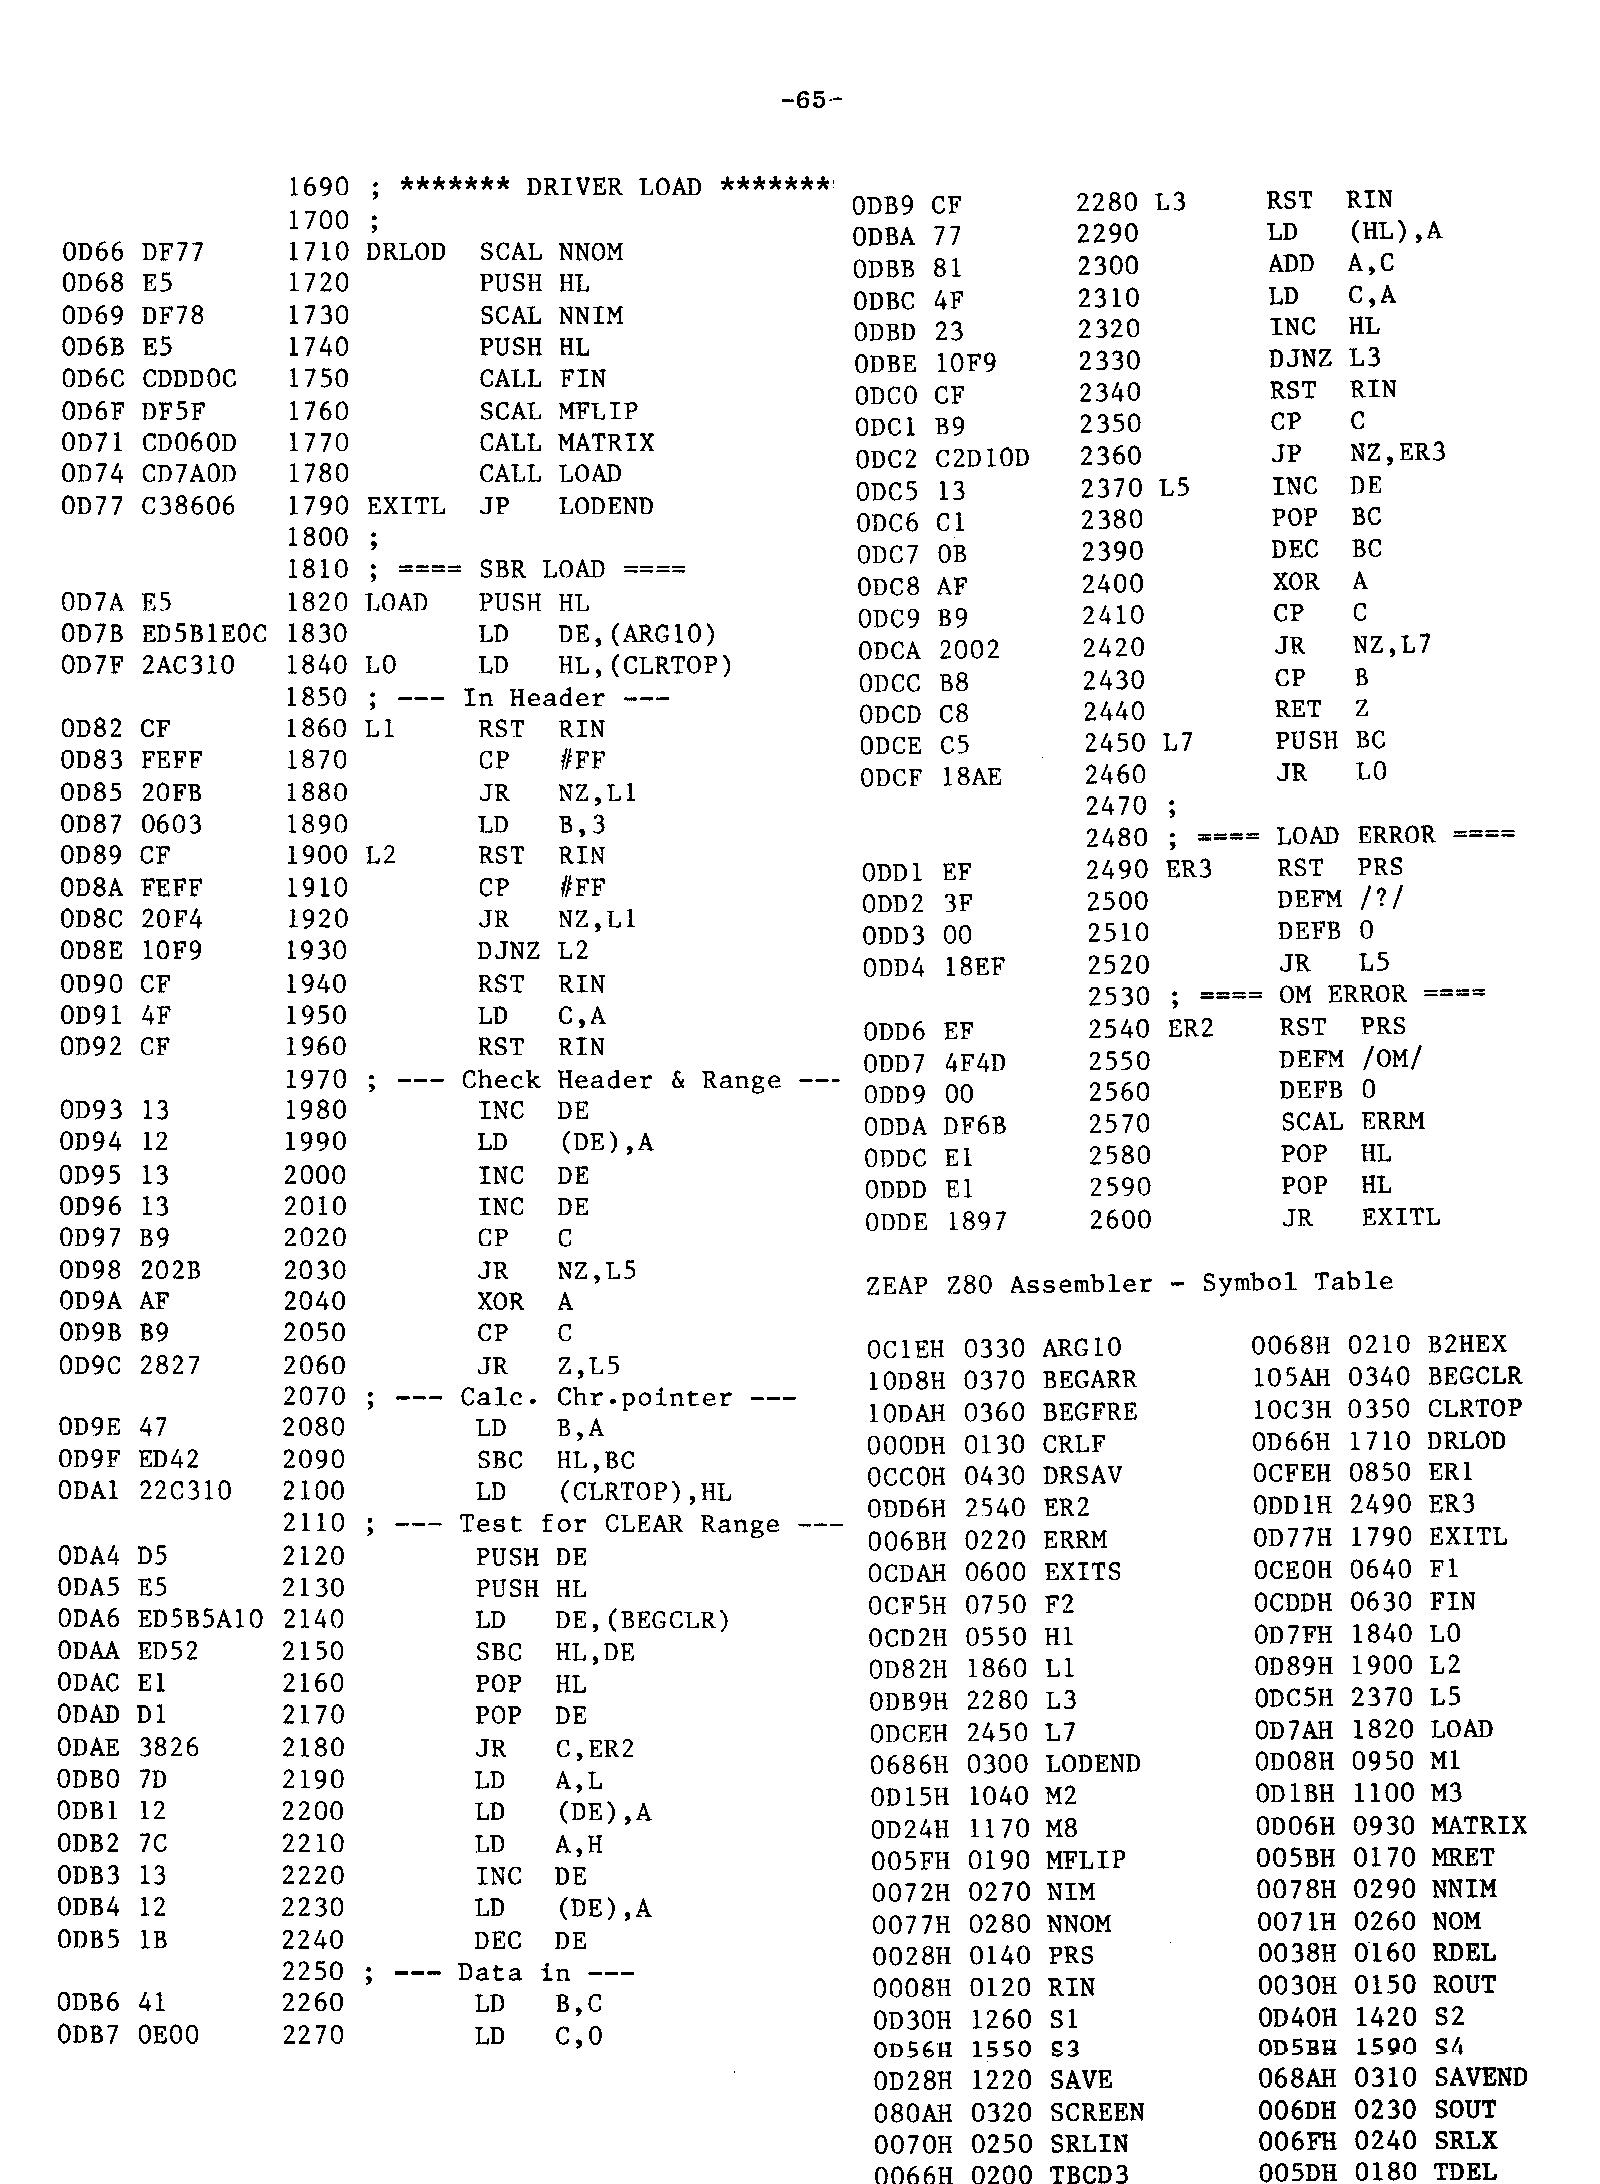 -65-
1690 ; ******* DRIVER LOAD *******
1700 ;
0D66 DF77 1710 DRLOD SCAL NNOM
0D68 E5 1720 PUSH HL
0D69 DF78 1730 SCAL NNIM
0D6B E5 1740 PUSH HL
0D6C CDDD0C 1750 CALL FIN
0D6F DF5F 1760 SCAL MFLIP
0D71 CD060D 1770 CALL MATRIX
0D74 CD7A0D 1780 CALL LOAD
0D77 C38606 1790 EXITL JP LODEND
1800 ;
1810 ; ==== SBR LOAD ====
0D7A E5 1820 LOAD PUSH HL
0D7B ED5B1E0C 1830 LD DE,(ARG10)
0D7F 2AC310 1840 L0 LD HL,(CLRTOP)
1850 ; --- In Header ---
0D82 CF 1860 L1 RST RIN
0D83 FEFF 1870 CP #FF
0D85 20FB 1880 JR NZ,L1
0D87 0603 1890 LD B,3
0D89 CF 1900 L2 RST RIN
0D8A FEFF 1910 CP #FF
0D8C 20F4 1920 JR NZ,L1
0D8E 10F9 1930 DJNZ L2
0D90 CF 1940 RST RIN
0D91 4F 1950 LD C,A
0D92 CF 1960 RST RIN
1970 ; --- Check Header & Range ---
0D93 13 1980 INC DE
0D94 12 1990 LD (DE),A
0D95 13 2000 INC DE
0D96 13 2010 INC DE
0D97 B9 2020 CP C
0D98 202B 2030 JR NZ,L5
0D9A AF 2040 XOR A
0D9B B9 2050 CP C
0D9C 2827 2060 JR Z,L5
2070 ; --- Calc. Chr.pointer ---
0D9E 47 2080 LD B,A
0D9F ED42 2090 SBC HL,BC
0DA1 22C310 2100 LD (CLRTOP),HL
2110 ; --- Test for CLEAR Range ---
0DA4 D5 2120 PUSH DE
0DA5 E5 2130 PUSH HL
0DA6 ED5B5A10 2140 LD DE,(BEGCLR)
0DAA ED52 2150 SBC HL,DE
0DAC E1 2160 POP HL
0DAD D1 2170 POP DE
0DAE 3826 2180 JR C,ER2
0DB0 7D 2190 LD A,L
0DB1 12 2200 LD (DE),A
0DB2 7C 2210 LD A,H
0DB3 13 2220 INC DE
0DB4 12 2230 LD (DE),A
0DB5 1B 2240 DEC DE
2250 ; --- Data in ---
0DB6 41 2260 LD B,C
0DB7 0E00 2270 LD C,0
0DB9 CF 2280 L3 RST RIN
0DBA 77 2290 LD (HL),A
0DBB 81 2300 ADD A,C
0DBC 4F 2310 LD C,A
0DBD 23 2320 INC HL
0DBE 10F9 2330 DJNZ L3
0DC0 CF 2340 RST RIN
0DC1 B9 2350 CP C
0DC2 C2D10D 2360 JP NZ,ER3
0DC5 13 2370 L5 INC DE
0DC6 C1 2380 POP BC
0DC7 0B 2390 DEC BC
0DC8 AF 2400 XOR A
0DC9 B9 2410 CP C
0DCA 2002 2420 JR NZ,L7
0DCC B8 2430 CP B
0DCD C8 2440 RET Z
0DCE C5 2450 L7 PUSH BC
0DCF 18AE 2460 JR L0
2470 ;
2480 ; ==== LOAD ERROR ====
0DD1 EF 2490 ER3 RST PRS
0DD2 3F 2500 DEFM /?/
0DD3 00 2510 DEFB 0
0DD4 18EF 2520 JR L5
2530 ; ==== OM ERROR ====
0DD6 EF 2540 ER2 RST PRS
0DD7 4F4D 2550 DEFM /OM/
0DD9 00 2560 DEFB 0
0DDA DF6B 2570 SCAL ERRM
0DDC E1 2580 POP HL
0DDD E1 2590 POP HL
0DDE 1897 2600 JR EXITL
ZEAP Z80 Assembler - Symbol Table
0C1EH 0330 ARG10 0068H 0210 B2HEX
10D8H 0370 BEGARR 105AH 0340 BEGCLR
10DAH 0360 BEGFRE 10C3H 0350 CLRTOP
000DH 0130 CRLF 0D66H 1710 DRLOD
0CC0H 0430 DRSAV 0CFEH 0850 ER1
0DD6H 2540 ER2 0DD1H 2490 ER3
006BH 0220 ERRM 0D77H 1790 EXITL
0CDAH 0600 EXITS 0CE0H 0640 F1
0CF5H 0750 F2 0CDDH 0630 FIN
0CD2H 0550 H1 0D7FH 1840 L0
0D82H 1860 L1 0D89H 1900 L2
0DB9H 2280 L3 0DC5H 2370 L5
0DCEH 2450 L7 0D7AH 1820 LOAD
0686H 0300 LODEND 0D08H 0950 M1
0D15H 1040 M2 0D1BH 1100 M3
0D24H 1170 M8 0D06H 0930 MATRIX
005FH 0190 MFLIP 005BH 0170 MRET
0072H 0270 NIM 0078H 0290 NNIM
0077H 0280 NNOM 0071H 0260 NOM
0028H 0140 PRS 0038H 0160 RDEL
0008H 0120 RIN 0030H 0150 ROUT
0D30H 1260 S1 0D40H 1420 S2
0D56H 1550 S3 0D5BH 1590 S4
0D28H 1220 SAVE 068AH 0310 SAVEND
080AH 0320 SCREEN 006DH 0230 SOUT
0070H 0250 SRLIN 006FH 0240 SRLX
0066H 0200 TBCD3 005DH 0180 TDEL